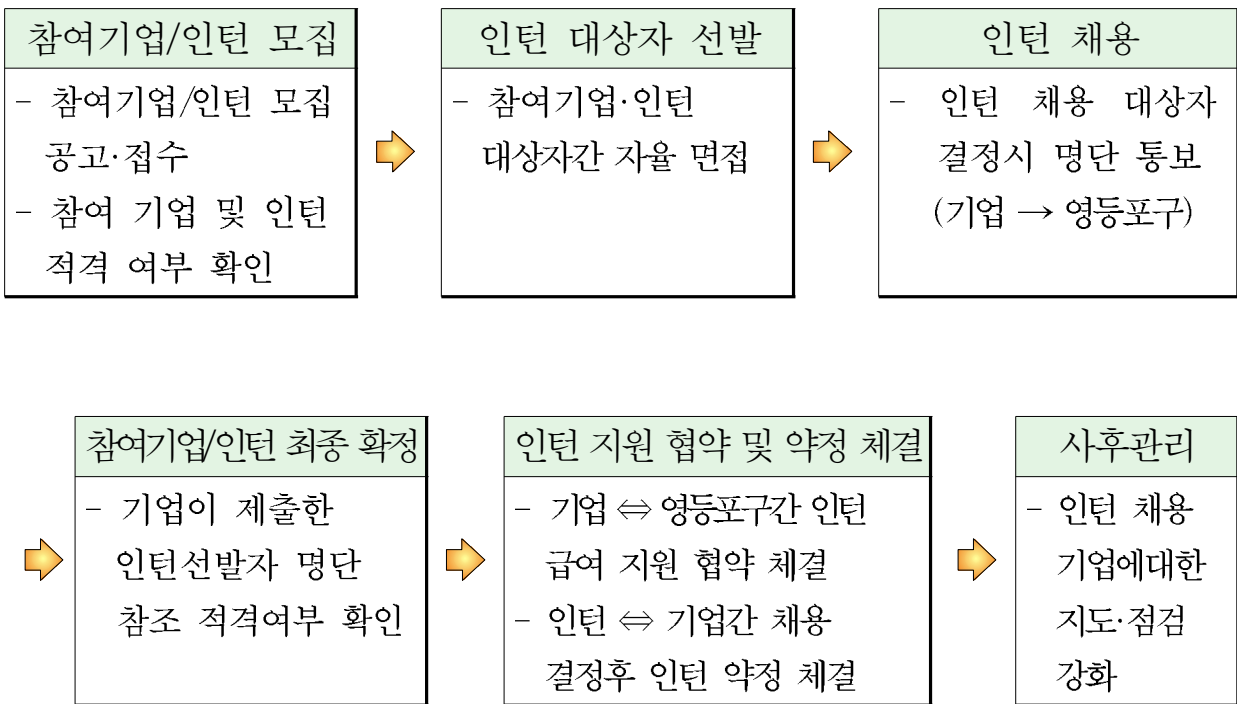 참여기업/인턴 모집
- 참여기업/인턴 모집
공고·접수
- 참여 기업 및 인턴
적격 여부 확인
인턴 대상자 선발
- 참여기업·인턴
대상자간 자율 면접
인턴 채용
- 인턴 채용 대상자
결정시 명단 통보
(기업 → 영등포구)
참여기업/인턴 최종 확정
- 기업이 제출한
인턴선발자 명단
참조 적격여부 확인
인턴 지원 협약 및 약정 체결
- 기업 ⇔ 영등포구간 인턴
급여 지원 협약 체결
- 인턴 ⇔ 기업간 채용
결정후 인턴 약정 체결
사후관리
- 인턴 채용
기업에대한
지도·점검
강화